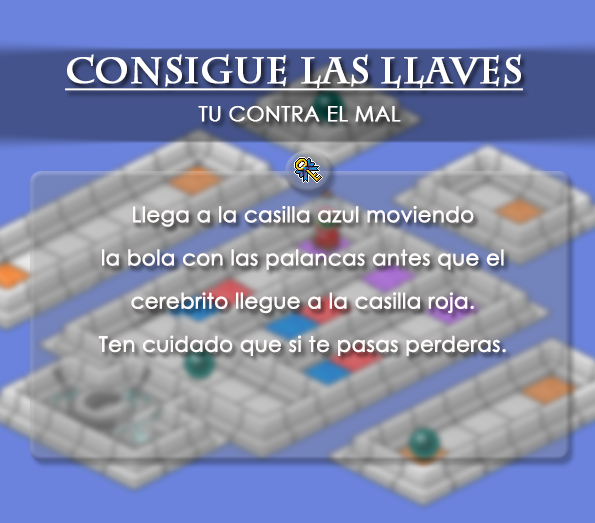 CONSIGUE LAS LLAVES
TU CONTRA EL MAL
Llega a la casilla azul moviendo
la bola con las palancas antes que el
cerebrito llegue a la casilla roja.
Ten cuidado que si te pasas perderas.